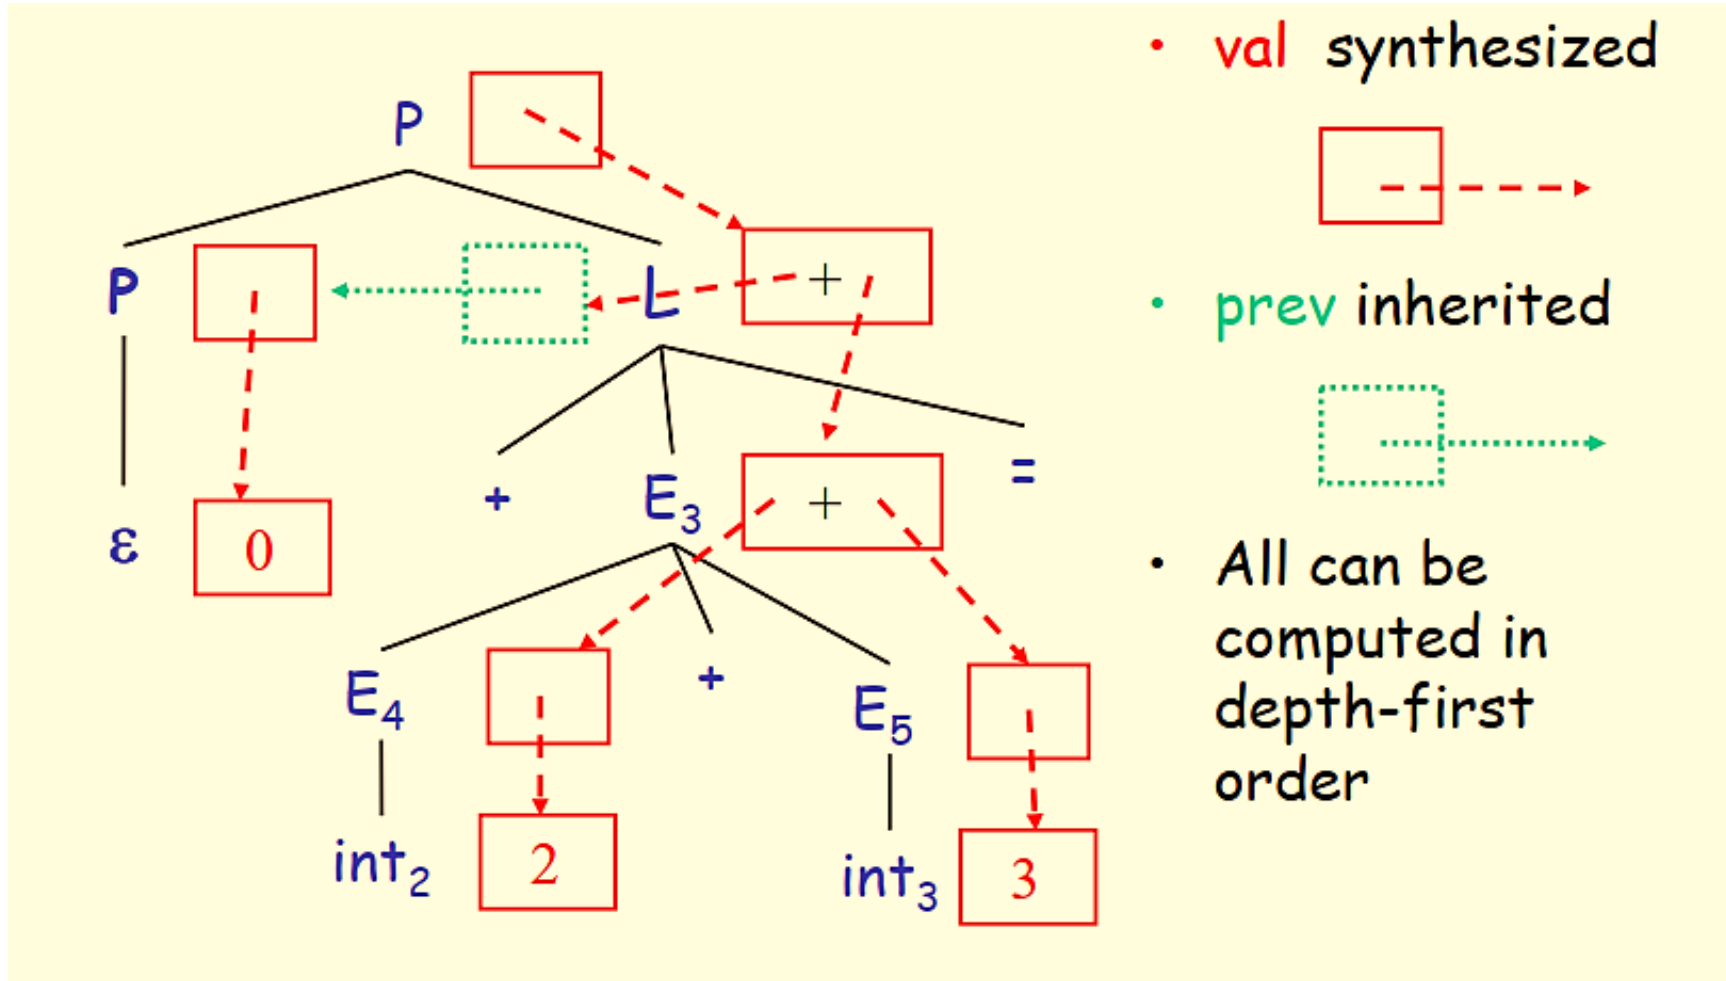 P
P
L
+
ε
0
+
E₃
+
=
E₄
+
E₅
int₂
2
int₃
3
• val synthesized
• prev inherited
• All can be
computed in
depth-first
order